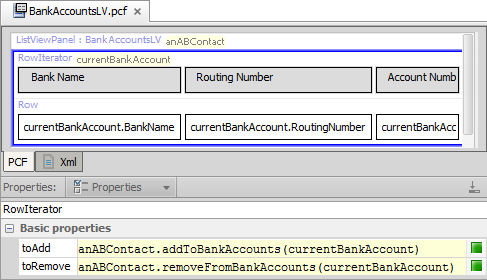 BankAccountsLV.pcf
ListViewPanel : BankAccountsLV anABContact
RowIterator currentBankAccount
Bank Name Routing Number Account Numb
Row
currentBankAccount.BankName currentBankAccount.RoutingNumber currentBankAcc
PCF Xml
Properties: Properties
RowIterator
Basic properties
toAdd anABContact.addToBankAccounts(currentBankAccount)
toRemove anABContact.removeFromBankAccounts(currentBankAccount)